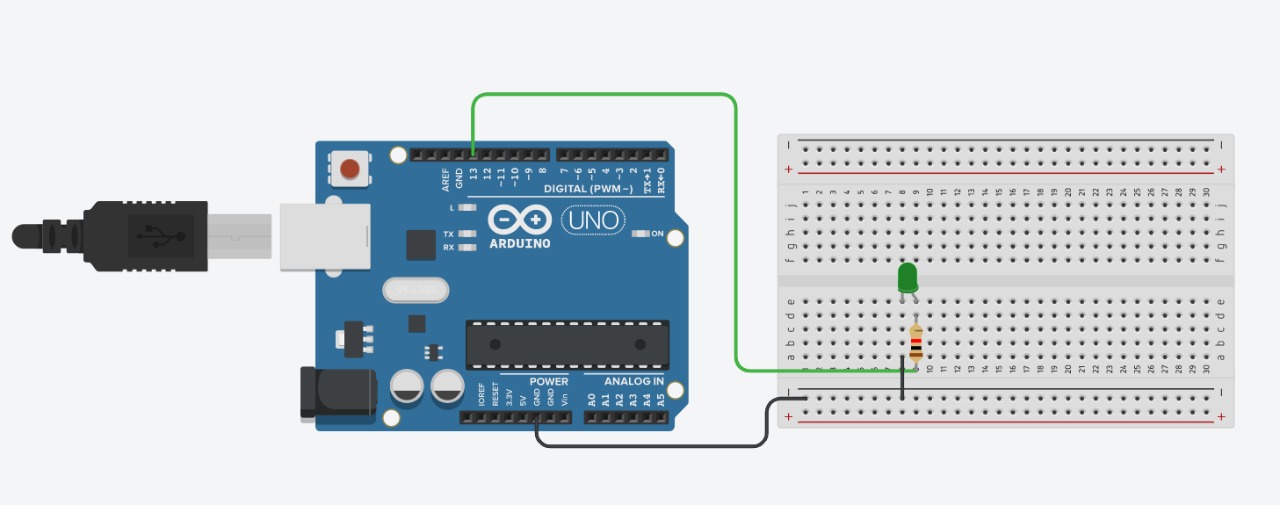 AREF
GND
13
12
~11
~10
~9
8
7
~6
~5
4
~3
2
TX→1
RX←0
DIGITAL (PWM~)
L
TX
RX
ARDUINO
UNO
ON
POWER
ANALOG IN
IOREF
RESET
3.3V
5V
GND
GND
Vin
A0
A1
A2
A3
A4
A5
− −
+ +
1 2 3 4 5 6 7 8 9 10 11 12 13 14 15 16 17 18 19 20 21 22 23 24 25 26 27 28 29 30
j j
i i
h h
g g
f f
e e
d d
c c
b b
a a
1 2 3 4 5 6 7 8 9 10 11 12 13 14 15 16 17 18 19 20 21 22 23 24 25 26 27 28 29 30
− −
+ +